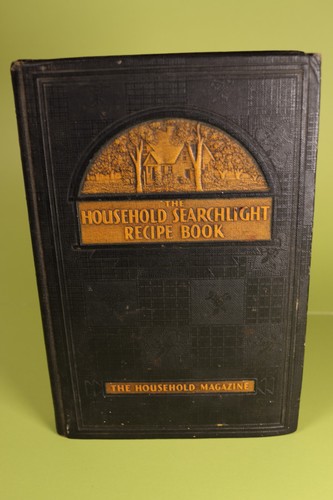 THE
HOUSEHOLD SEARCHLIGHT
RECIPE BOOK
THE HOUSEHOLD MAGAZINE